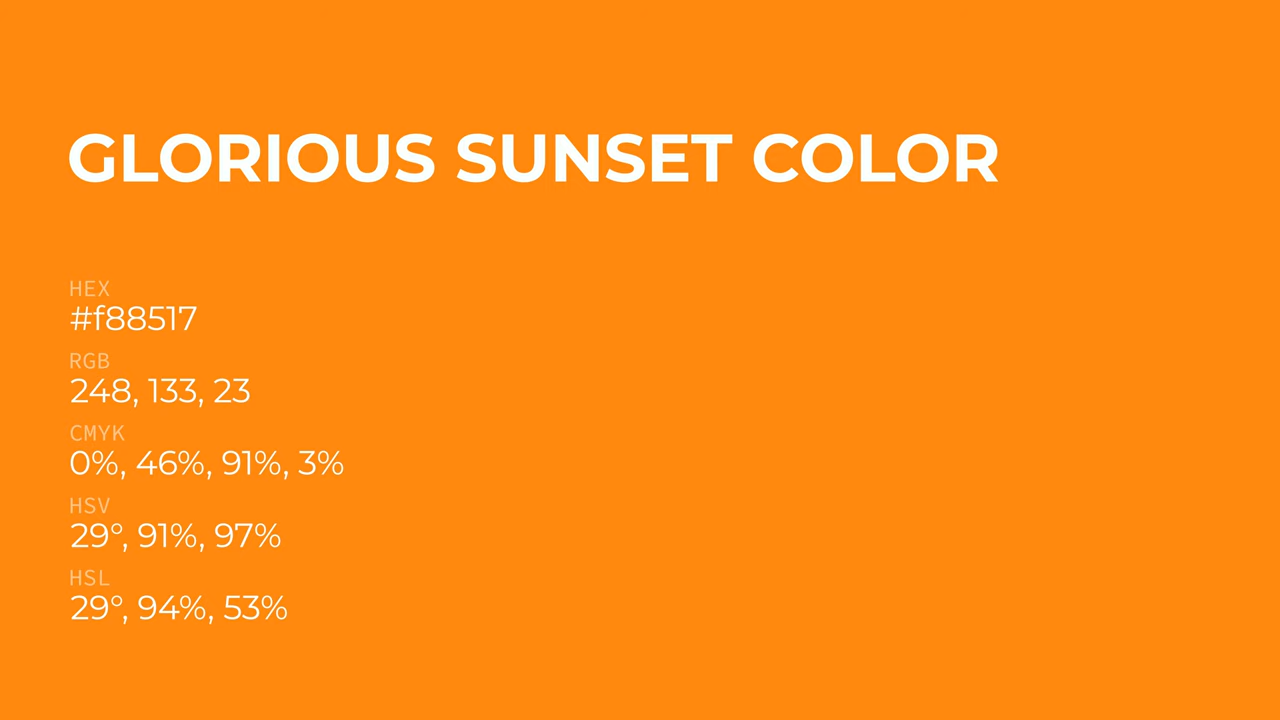 GLORIOUS SUNSET COLOR
HEX
#f88517
RGB
248, 133, 23
CMYK
0%, 46%, 91%, 3%
HSV
29°, 91%, 97%
HSL
29°, 94%, 53%